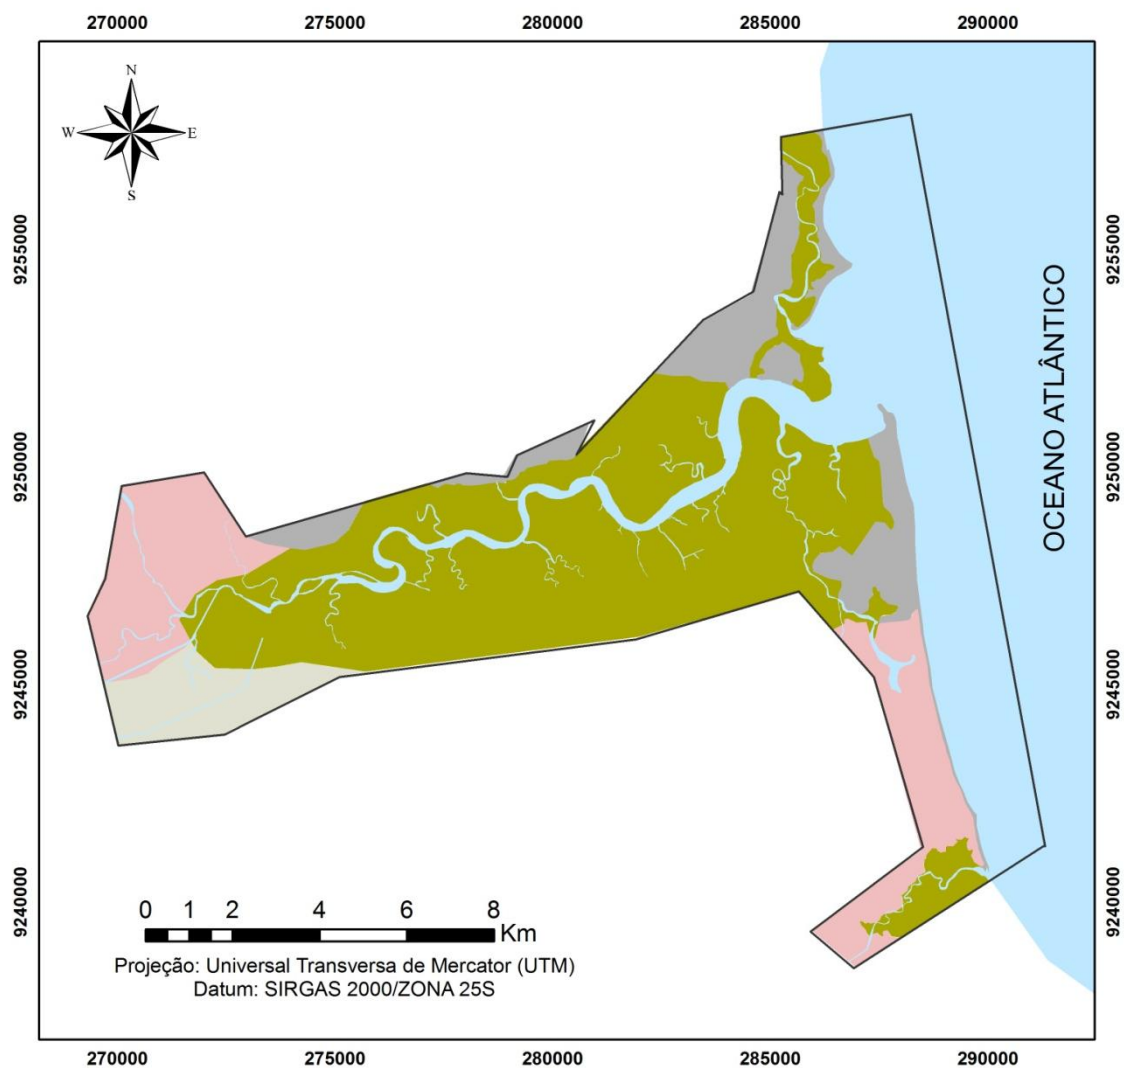 270000 275000 280000 285000 290000
N
W E
S
9255000 9255000
OCEANO ATLÂNTICO
9250000 9250000
9245000 9245000
9240000 9240000
0 1 2 4 6 8
Km
Projeção: Universal Transversa de Mercator (UTM)
Datum: SIRGAS 2000/ZONA 25S
270000 275000 280000 285000 290000